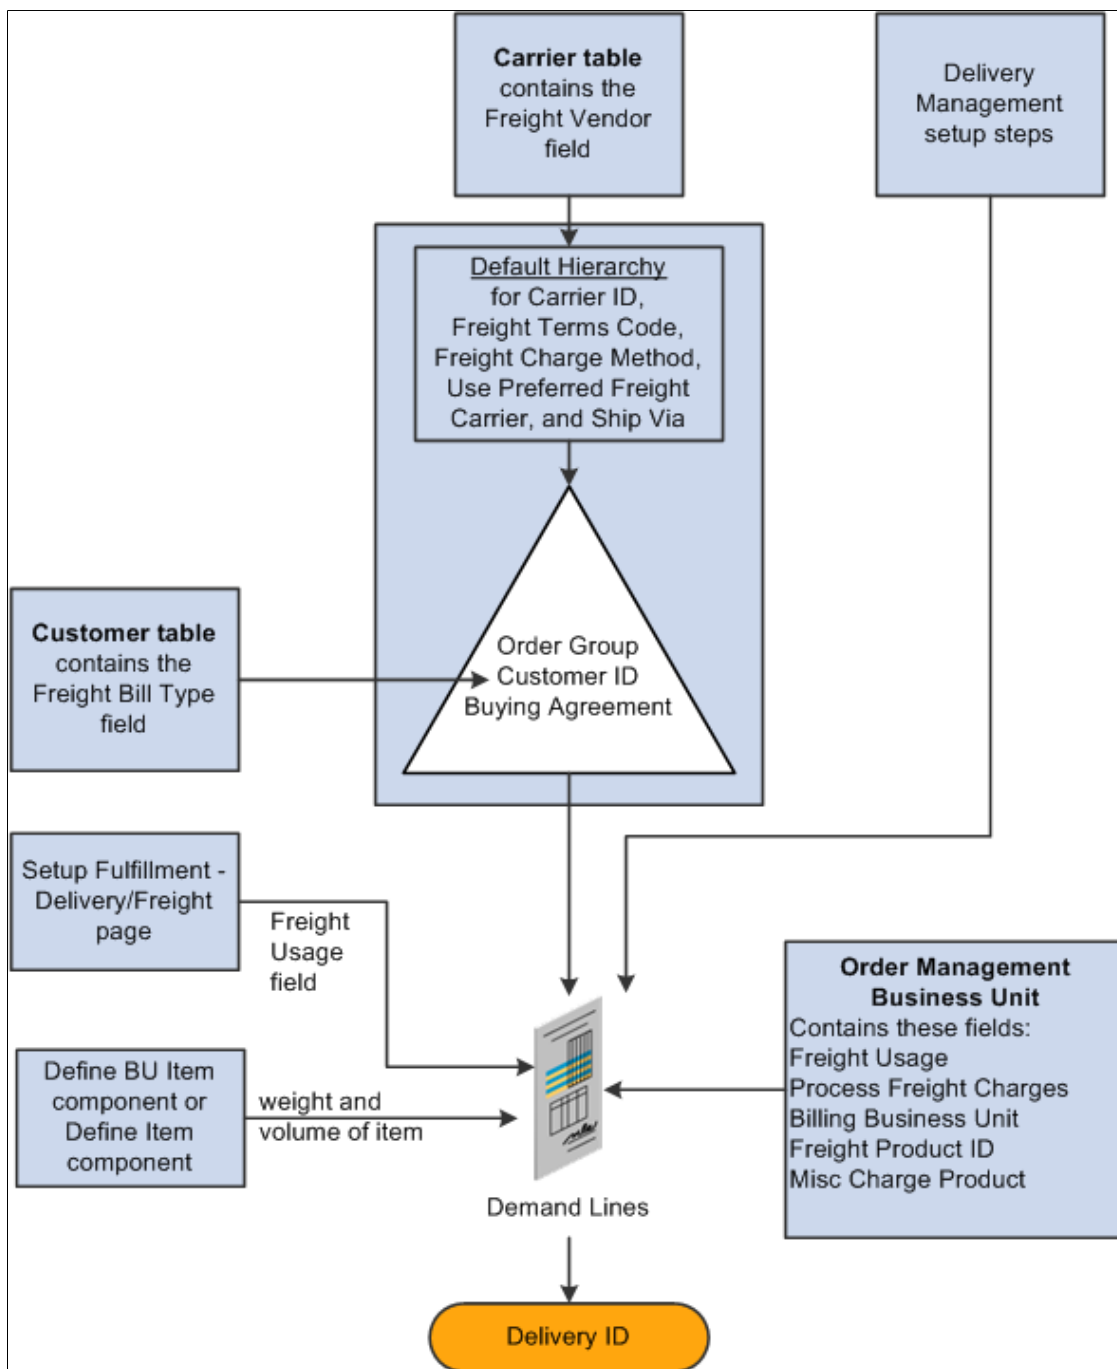 Carrier table
contains the
Freight Vendor
field
Delivery
Management
setup steps
Default Hierarchy
for Carrier ID,
Freight Terms Code,
Freight Charge Method,
Use Preferred Freight
Carrier, and Ship Via
Customer table
contains the
Freight Bill Type
field
Order Group
Customer ID
Buying Agreement
Setup Fulfillment -
Delivery/Freight
page
Freight
Usage
field
Order Management
Business Unit
Contains these fields:
Freight Usage
Process Freight Charges
Billing Business Unit
Freight Product ID
Misc Charge Product
Define BU Item
component or
Define Item
component
weight and
volume of item
Demand Lines
Delivery ID